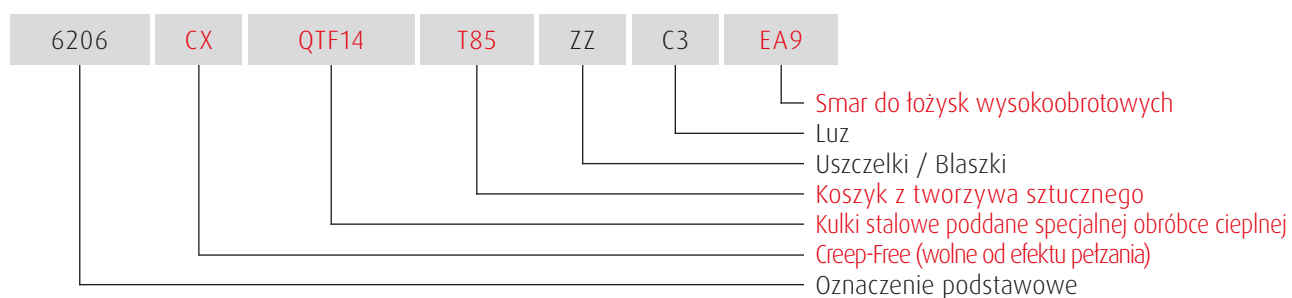 6206 CX QTF14 T85 ZZ C3 EA9
Smar do łożysk wysokoobrotowych
Luz
Uszczelki / Blaszki
Koszyk z tworzywa sztucznego
Kulki stalowe poddane specjalnej obróbce cieplnej
Creep-Free (wolne od efektu pełzania)
Oznaczenie podstawowe